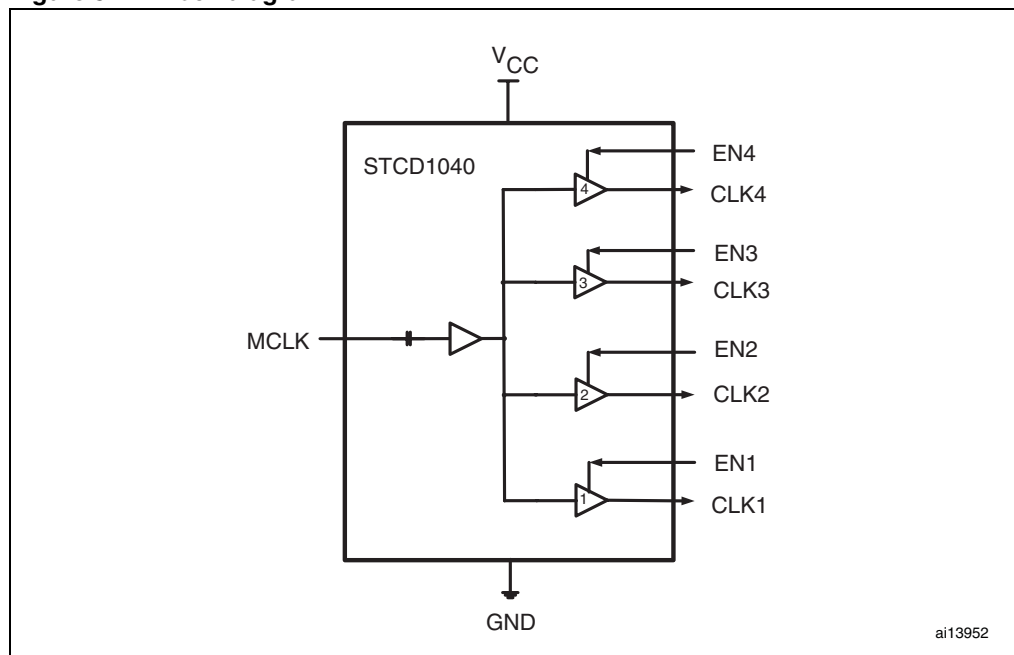 VCC
STCD1040
EN4
4
CLK4
EN3
3
CLK3
MCLK
EN2
2
CLK2
EN1
1
CLK1
GND
ai13952